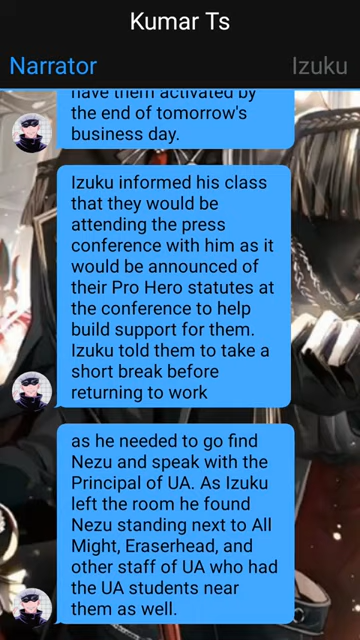 Kumar Ts
Narrator
Izuku
have them activated by
the end of tomorrow's
business day.
Izuku informed his class
that they would be
attending the press
conference with him as it
would be announced of
their Pro Hero statutes at
the conference to help
build support for them.
Izuku told them to take a
short break before
returning to work
as he needed to go find
Nezu and speak with the
Principal of UA. As Izuku
left the room he found
Nezu standing next to All
Might, Eraserhead, and
other staff of UA who had
the UA students near
them as well.